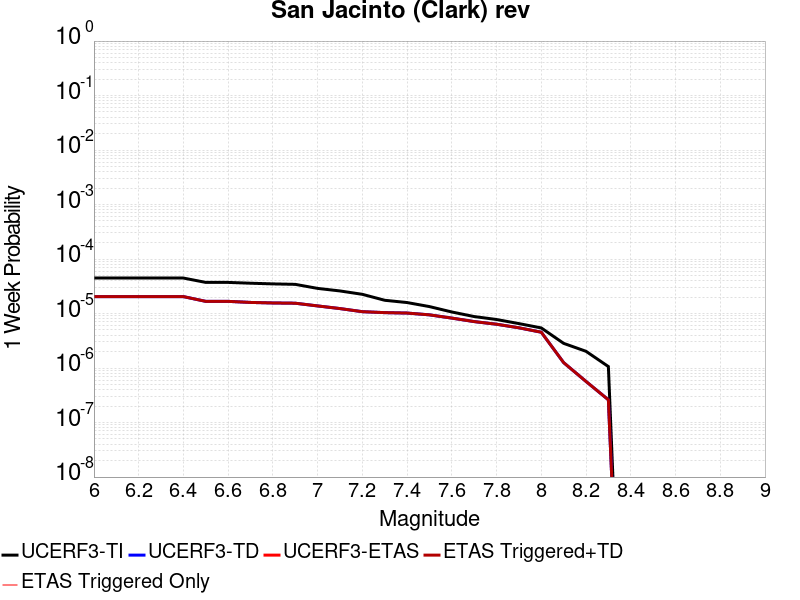 San Jacinto (Clark) rev
10^0
10^-1
10^-2
10^-3
10^-4
10^-5
10^-6
10^-7
10^-8
1 Week Probability
6 6.2 6.4 6.6 6.8 7 7.2 7.4 7.6 7.8 8 8.2 8.4 8.6 8.8 9
Magnitude
UCERF3-TI UCERF3-TD UCERF3-ETAS ETAS Triggered+TD
ETAS Triggered Only